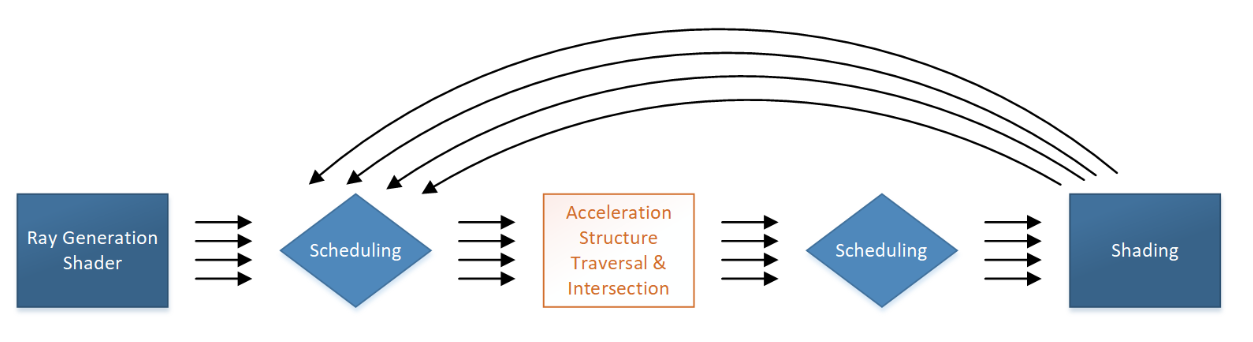 Ray Generation
Shader
Scheduling
Acceleration
Structure
Traversal &
Intersection
Scheduling
Shading